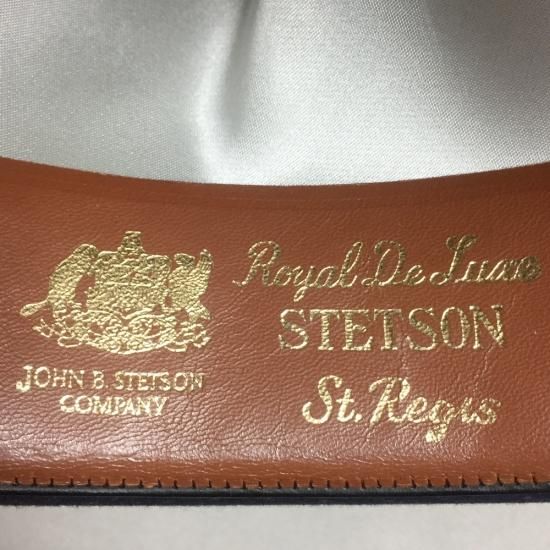 JOHN B. STETSON
COMPANY
Royal De Luxe
STETSON
St. Regis